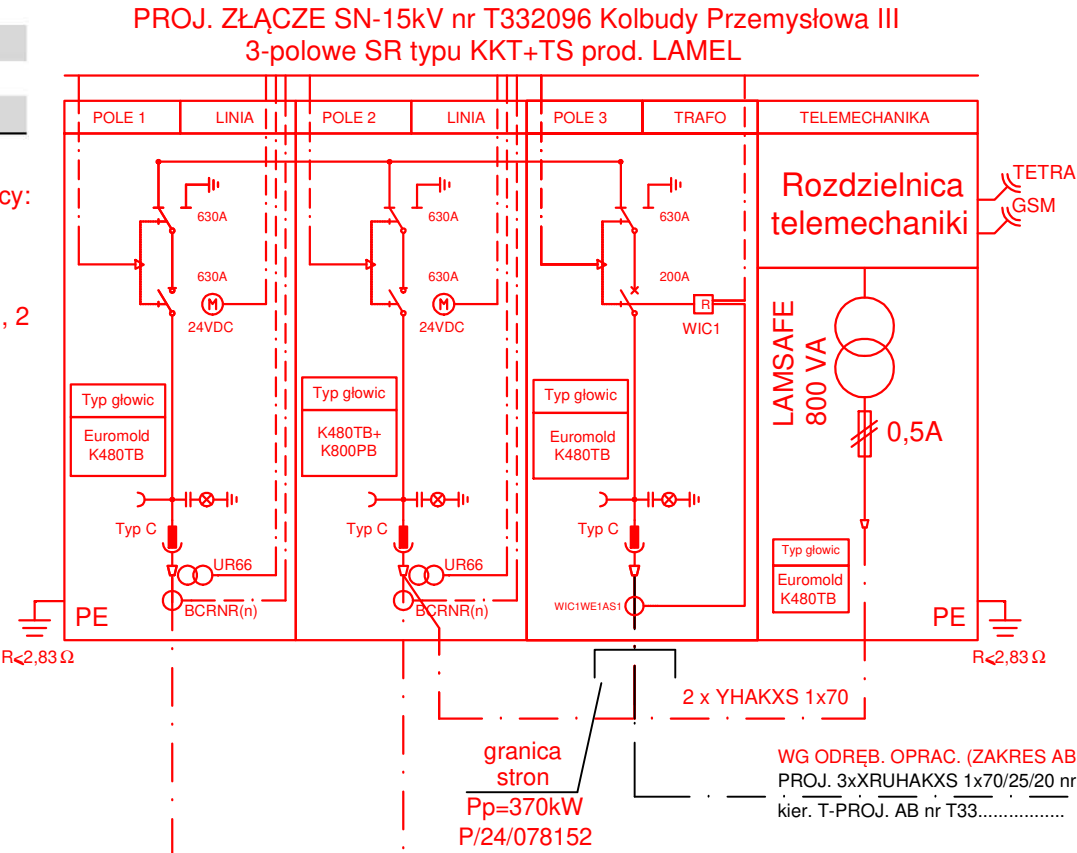 PROJ. ZŁĄCZE SN-15kV nr T332096 Kolbudy Przemysłowa III
3-polowe SR typu KKT+TS prod. LAMEL
cy:
, 2
POLE 1
LINIA
POLE 2
LINIA
POLE 3
TRAFO
TELEMECHANIKA
630A
630A
M
24VDC
Typ głowic
Euromold
K480TB
Typ C
UR66
BCRNR(n)
PE
R≤2,83 Ω
630A
630A
M
24VDC
Typ głowic
K480TB+
K800PB
Typ C
UR66
BCRNR(n)
630A
200A
R
WIC1
Typ głowic
Euromold
K480TB
Typ C
WIC1WE1AS1
Rozdzielnica
telemechaniki
TETRA
GSM
LAMSAFE
800 VA
0,5A
Typ głowic
Euromold
K480TB
PE
R≤2,83 Ω
2 x YHAKXS 1x70
granica
stron
Pp=370kW
P/24/078152
WG ODRĘB. OPRAC. (ZAKRES AB
PROJ. 3xXRUHAKXS 1x70/25/20 nr
kier. T-PROJ. AB nr T33.................